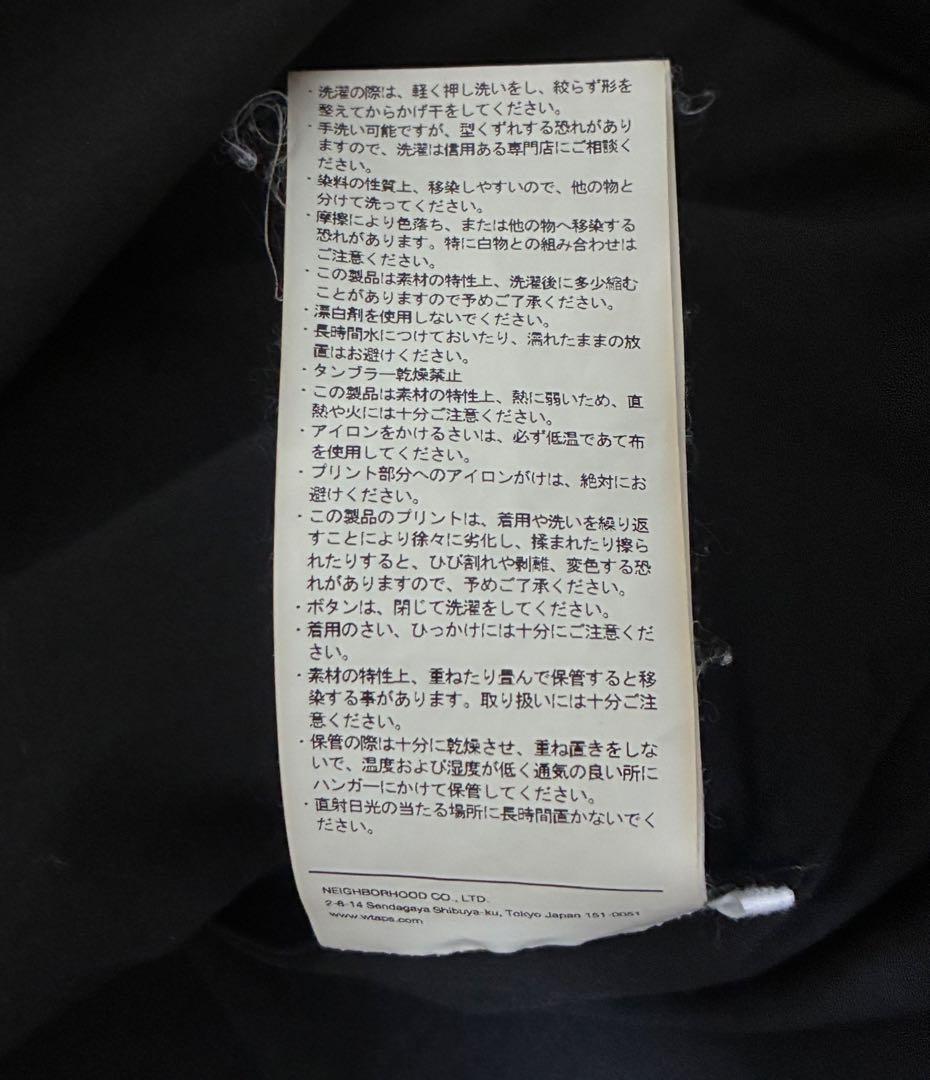 ・洗濯の際は、軽く押し洗いをし、絞らず形を
整えてからかげ干をしてください。
・手洗い可能ですが、型くずれする恐れがあり
ますので、洗濯は信用ある専門店にご相談く
ださい。
・染料の性質上、移染しやすいので、他の物と
分けて洗ってください。
・摩擦により色落ち、または他の物へ移染する
恐れがあります。特に白物との組み合わせは
ご注意ください。
・この製品は素材の特性上、洗濯後に多少縮む
ことがありますので予めご了承ください。
・漂白剤を使用しないでください。
・長時間水につけておいたり、濡れたままの放
置はお避けください。
・タンブラー乾燥禁止
・この製品は素材の特性上、熱に弱いため、直
熱や火には十分ご注意ください。
・アイロンをかけるさいは、必ず低温であて布
を使用してください。
・プリント部分へのアイロンがけは、絶対にお
避けください。
・この製品のプリントは、着用や洗いを繰り返
すことにより徐々に劣化し、揉まれたり擦ら
れたりすると、ひび割れや剥離、変色する恐
れがありますので、予めご了承ください。
・ボタンは、閉じて洗濯をしてください。
・着用のさい、ひっかけには十分にご注意くだ
さい。
・素材の特性上、重ねたり畳んで保管すると移
染する事があります。取り扱いには十分ご注
意ください。
・保管の際は十分に乾燥させ、重ね置きをしな
いで、温度および湿度が低く通気の良い所に
ハンガーにかけて保管してください。
・直射日光の当たる場所に長時間置かないでく
ださい。
NEIGHBORHOOD CO., LTD.
2-6-14 Sendagaya Shibuya-ku, Tokyo Japan 151-0051
www.wtaps.com